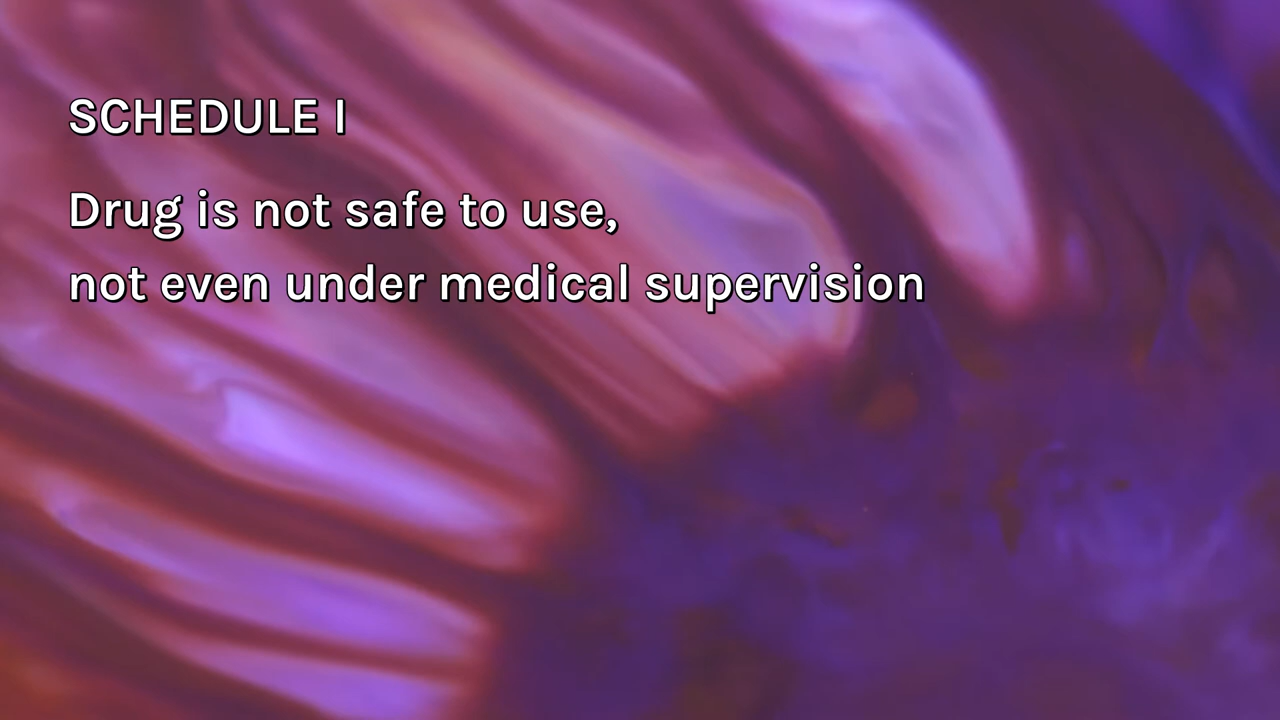 SCHEDULE I
Drug is not safe to use,
not even under medical supervision